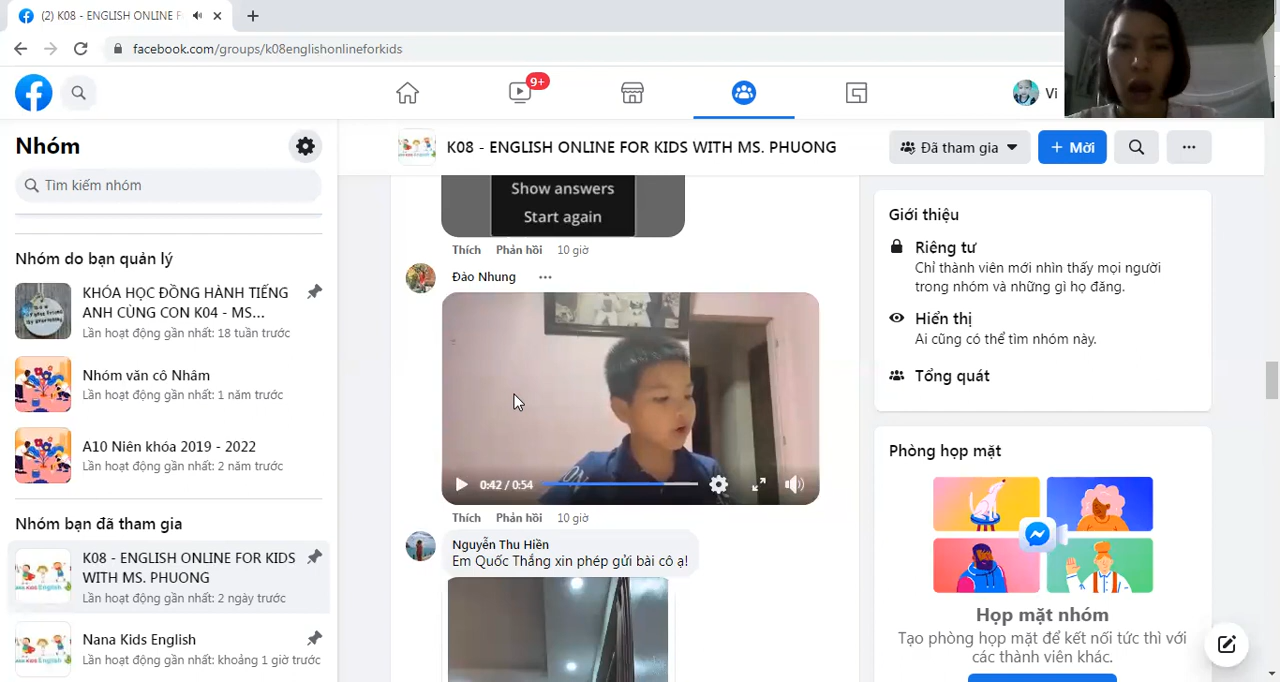 (2) K08 - ENGLISH ONLINE F
facebook.com/groups/k08englishonlineforkids
9+
Vi
Nhóm
Tìm kiếm nhóm
Nhóm do bạn quản lý
KHÓA HỌC ĐỒNG HÀNH TIẾNG
ANH CÙNG CON K04 - MS...
Lần hoạt động gần nhất: 18 tuần trước
Nhóm văn cô Nhâm
Lần hoạt động gần nhất: 1 năm trước
A10 Niên khóa 2019 - 2022
Lần hoạt động gần nhất: 2 năm trước
Nhóm bạn đã tham gia
K08 - ENGLISH ONLINE FOR KIDS
WITH MS. PHUONG
Lần hoạt động gần nhất: 2 ngày trước
Nana Kids English
Lần hoạt động gần nhất: khoảng 1 giờ trước
K08 - ENGLISH ONLINE FOR KIDS WITH MS. PHUONG
Đã tham gia
+ Mời
Show answers
Start again
Thích Phản hồi 10 giờ
Đào Nhung
0:42 / 0:54
Thích Phản hồi 10 giờ
Nguyễn Thu Hiền
Em Quốc Thắng xin phép gửi bài cô ạ!
Giới thiệu
Riêng tư
Chỉ thành viên mới nhìn thấy mọi người
trong nhóm và những gì họ đăng.
Hiển thị
Ai cũng có thể tìm nhóm này.
Tổng quát
Phòng họp mặt
Họp mặt nhóm
Tạo phòng họp mặt để kết nối tức thì với
các thành viên khác.